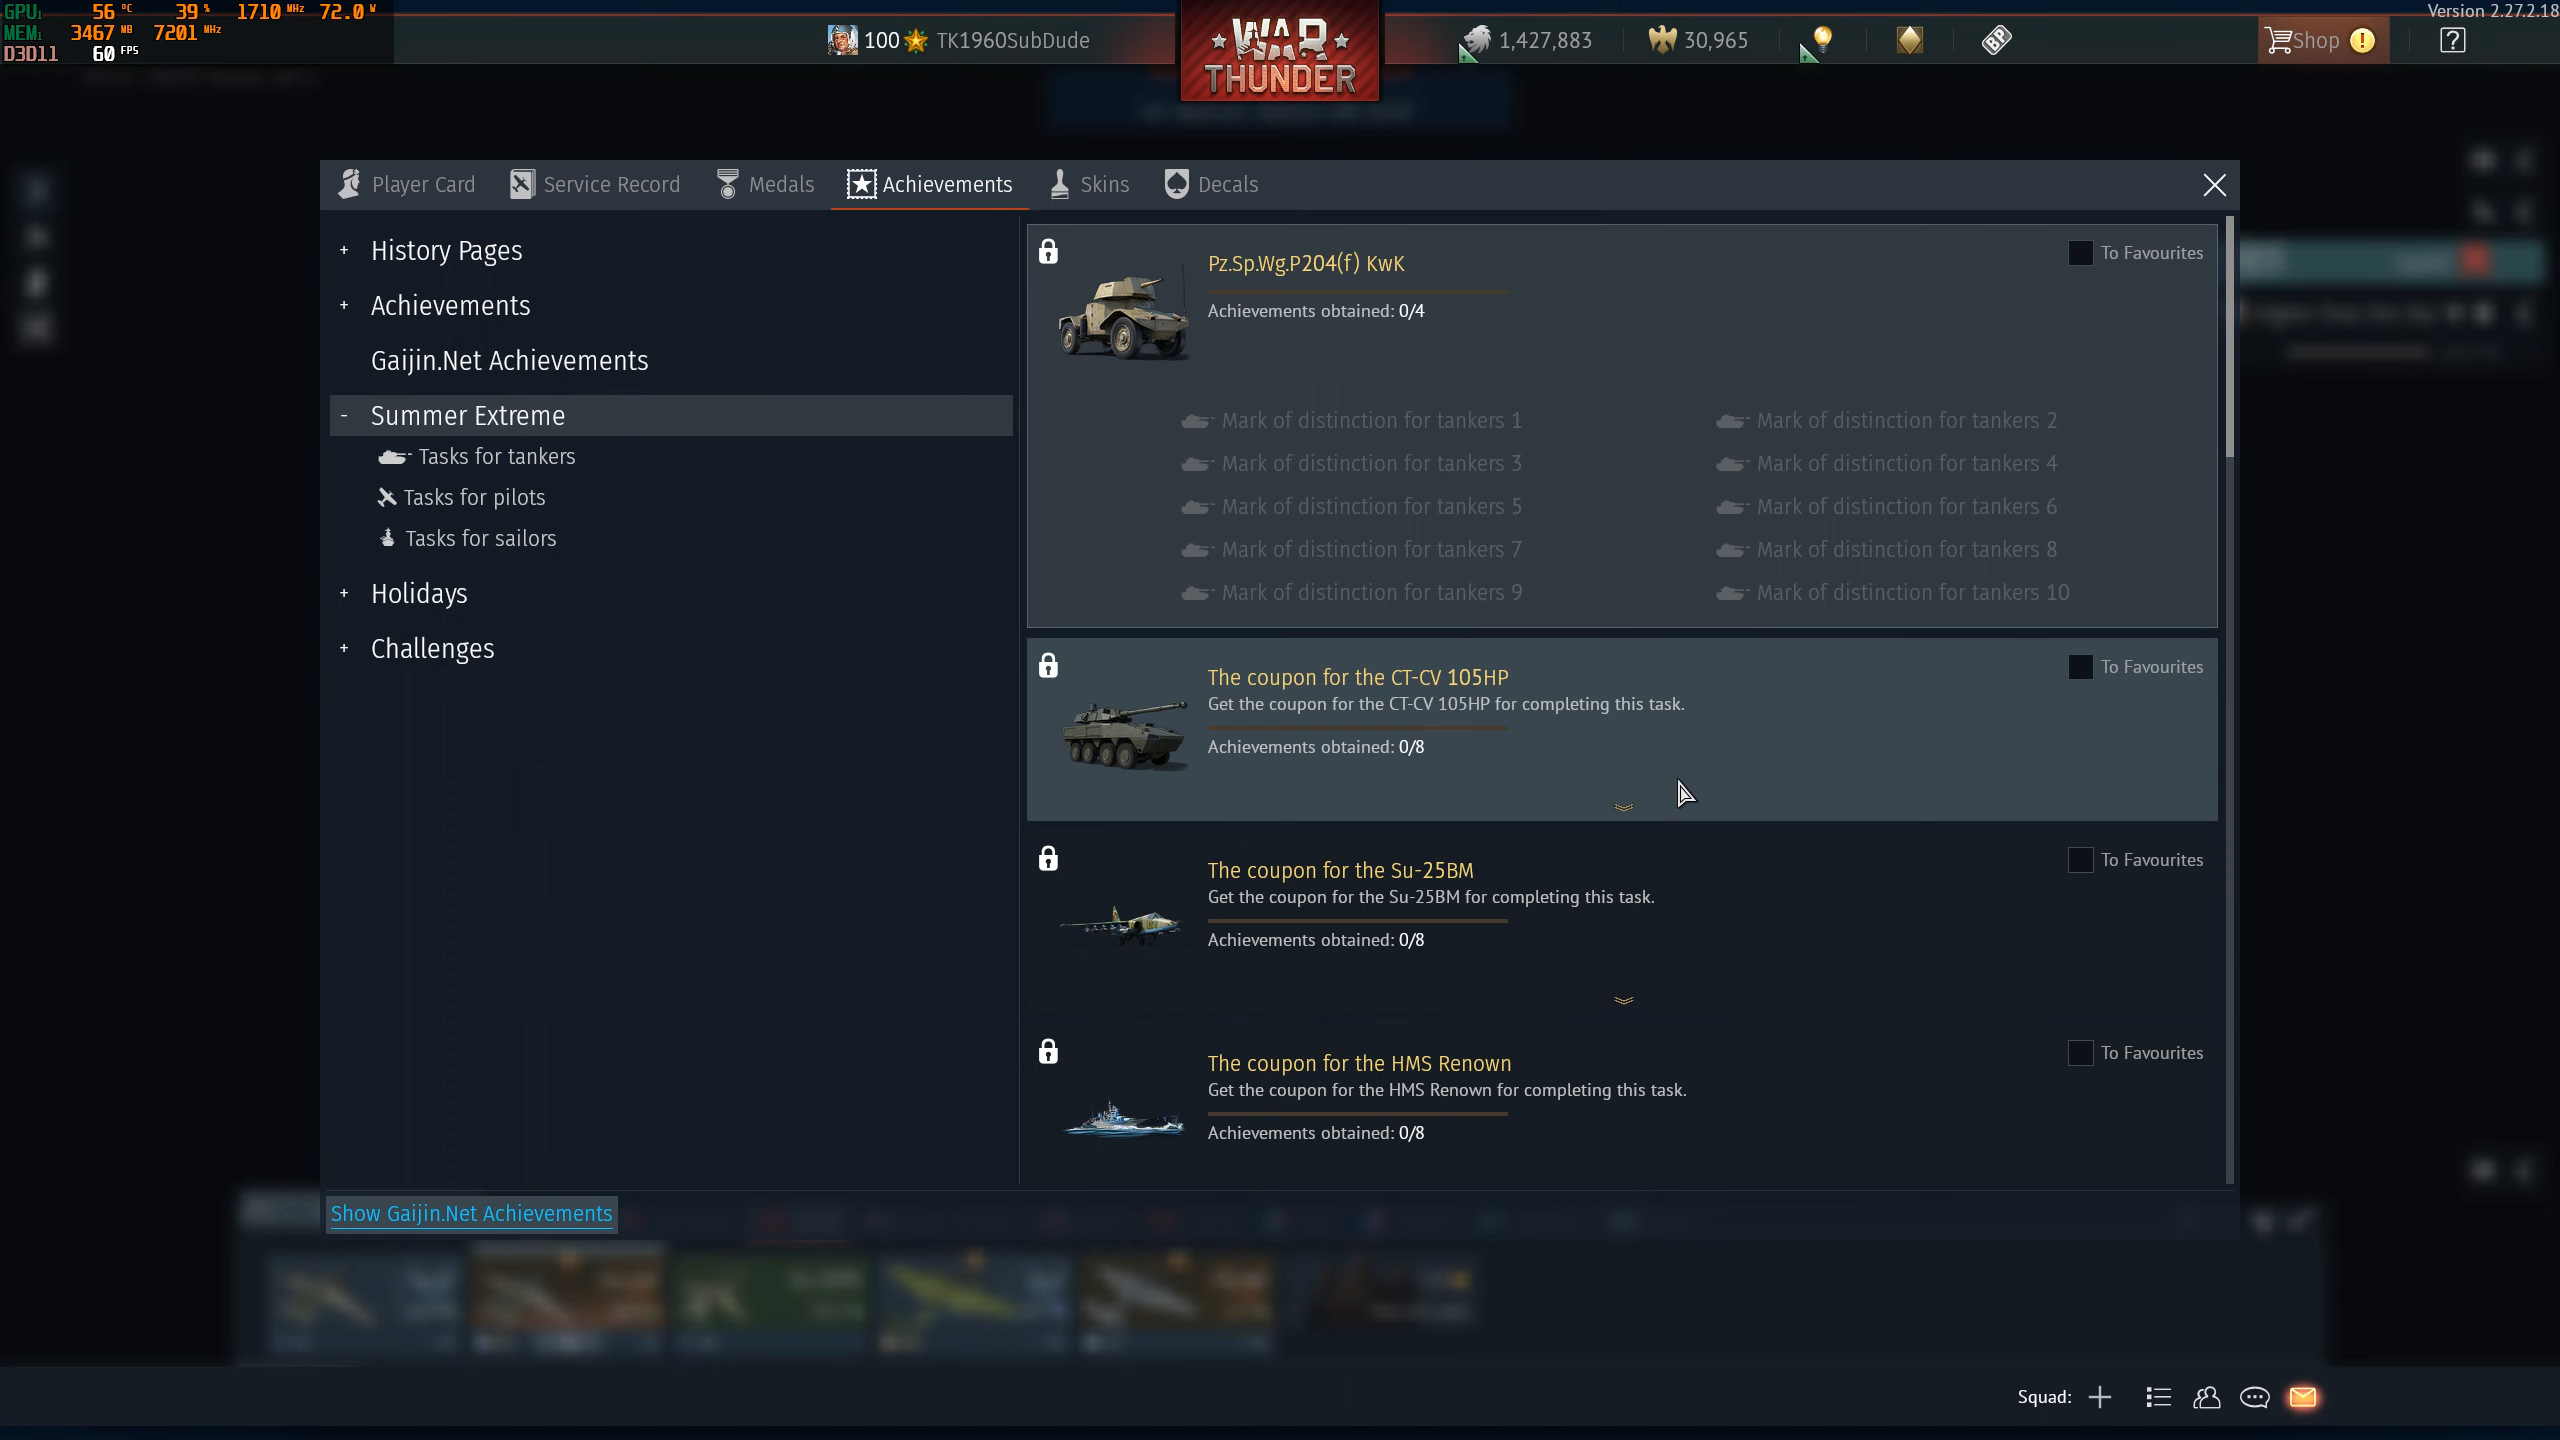 GPU1 56 °C 39 % 1710 MHz 72.0 W
MEM1 3467 MB 7201 MHz
D3D11 60 FPS
100 TK1960SubDude
WAR THUNDER
1,427,883
30,965
BP
Shop
Version 2.27.2.18
Player Card
Service Record
Medals
Achievements
Skins
Decals
+ History Pages
+ Achievements
Gaijin.Net Achievements
- Summer Extreme
Tasks for tankers
Tasks for pilots
Tasks for sailors
+ Holidays
+ Challenges
Pz.Sp.Wg.P204(f) KwK
To Favourites
Achievements obtained: 0/4
Mark of distinction for tankers 1
Mark of distinction for tankers 2
Mark of distinction for tankers 3
Mark of distinction for tankers 4
Mark of distinction for tankers 5
Mark of distinction for tankers 6
Mark of distinction for tankers 7
Mark of distinction for tankers 8
Mark of distinction for tankers 9
Mark of distinction for tankers 10
The coupon for the CT-CV 105HP
To Favourites
Get the coupon for the CT-CV 105HP for completing this task.
Achievements obtained: 0/8
The coupon for the Su-25BM
To Favourites
Get the coupon for the Su-25BM for completing this task.
Achievements obtained: 0/8
The coupon for the HMS Renown
To Favourites
Get the coupon for the HMS Renown for completing this task.
Achievements obtained: 0/8
Show Gaijin.Net Achievements
Squad: